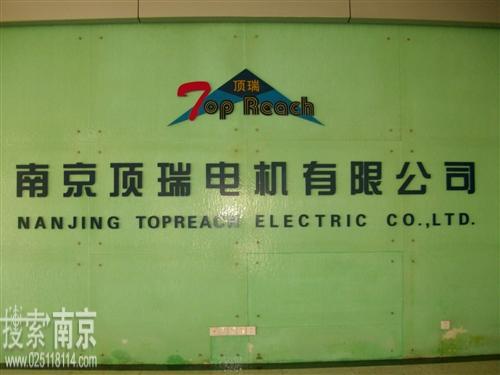 顶瑞
Top Reach
南京顶瑞电机有限公司
NANJING TOPREACH ELECTRIC CO.,LTD.
搜索南京
www.025118114.com